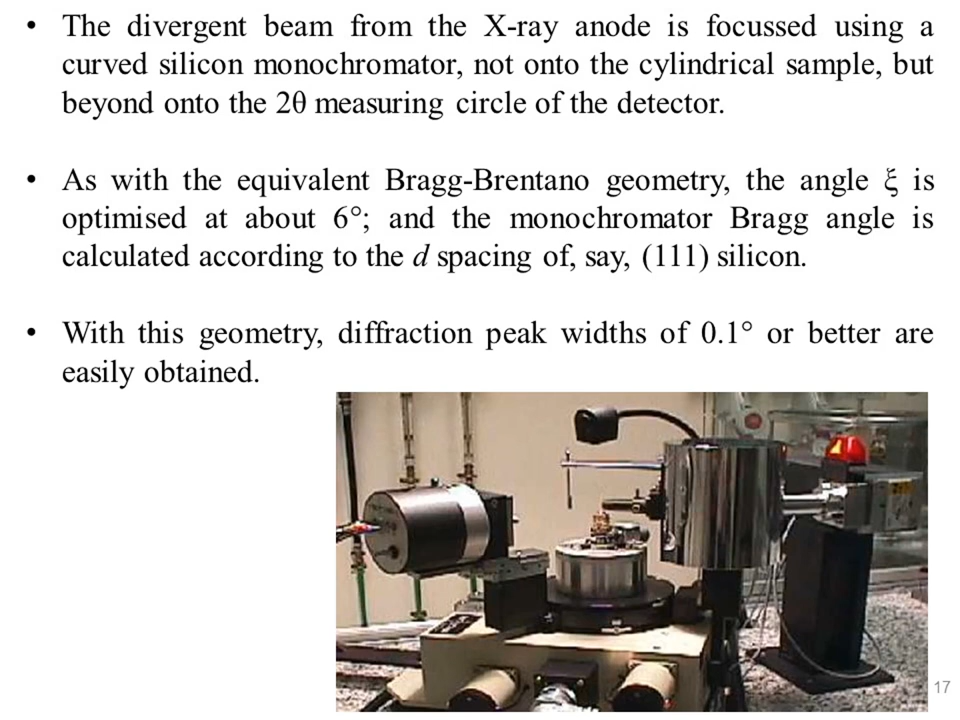 • The divergent beam from the X-ray anode is focussed using a
curved silicon monochromator, not onto the cylindrical sample, but
beyond onto the 2θ measuring circle of the detector.
• As with the equivalent Bragg-Brentano geometry, the angle ξ is
optimised at about 6°; and the monochromator Bragg angle is
calculated according to the d spacing of, say, (111) silicon.
• With this geometry, diffraction peak widths of 0.1° or better are
easily obtained.
17